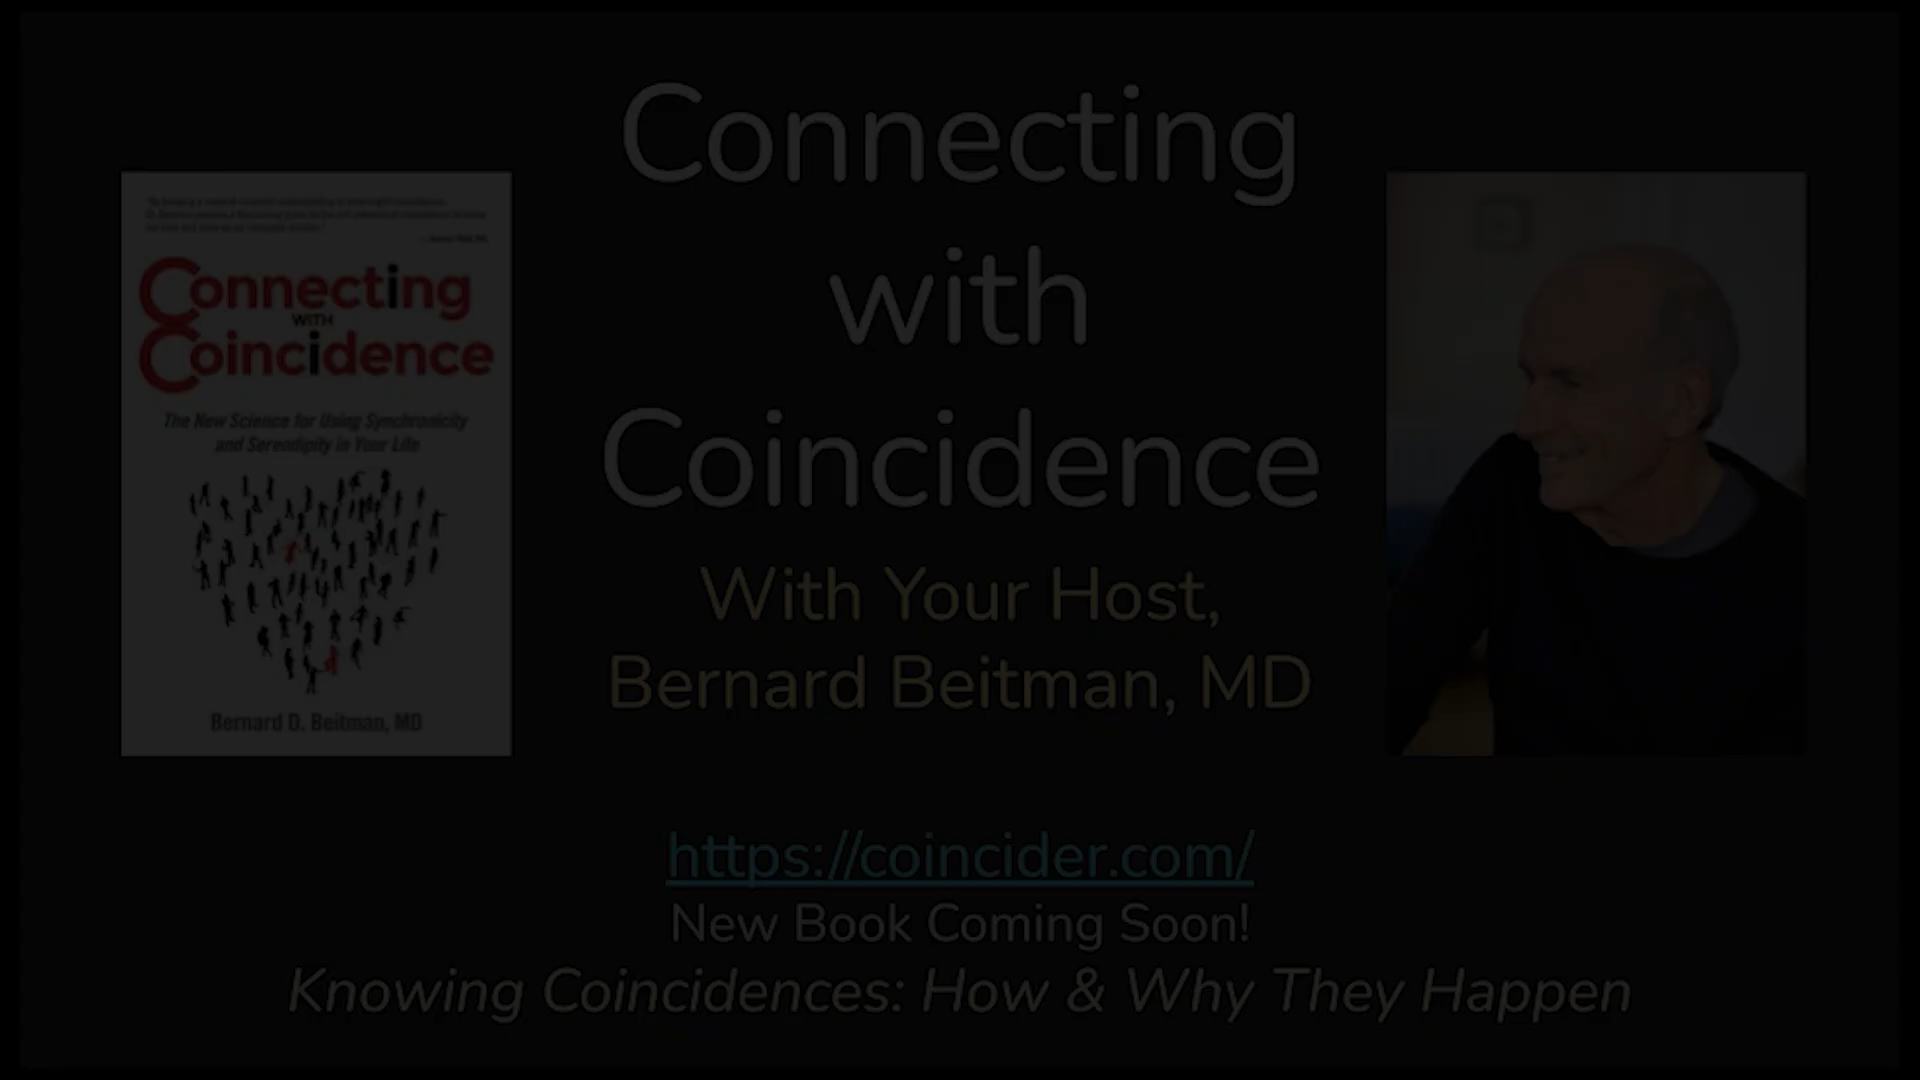 Connecting
with
Coincidence
With Your Host,
Bernard Beitman, MD
https://coincider.com/
New Book Coming Soon!
Knowing Coincidences: How & Why They Happen
Connecting
WITH
Coincidence
The New Science for Using Synchronicity
and Serendipity in Your Life
Bernard D. Beitman, MD